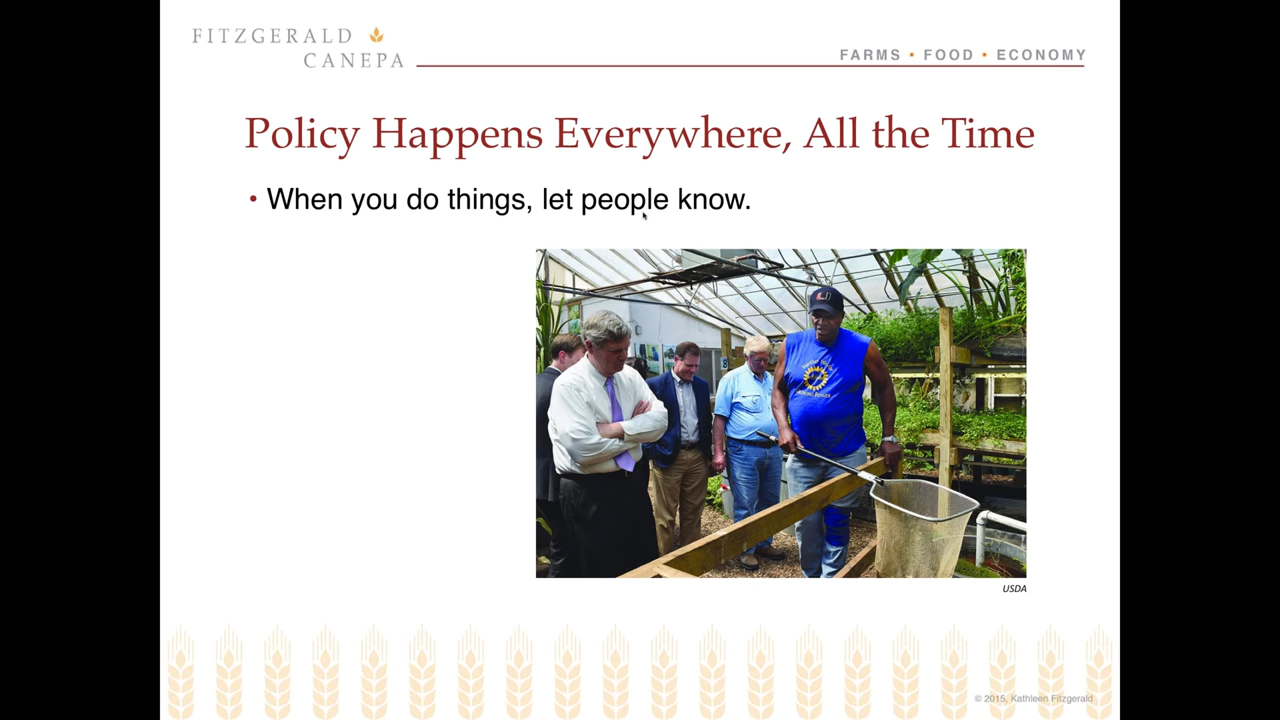 FITZGERALD
CANEPA
FARMS • FOOD • ECONOMY
Policy Happens Everywhere, All the Time
• When you do things, let people know.
USDA
© 2015, Kathleen Fitzgerald